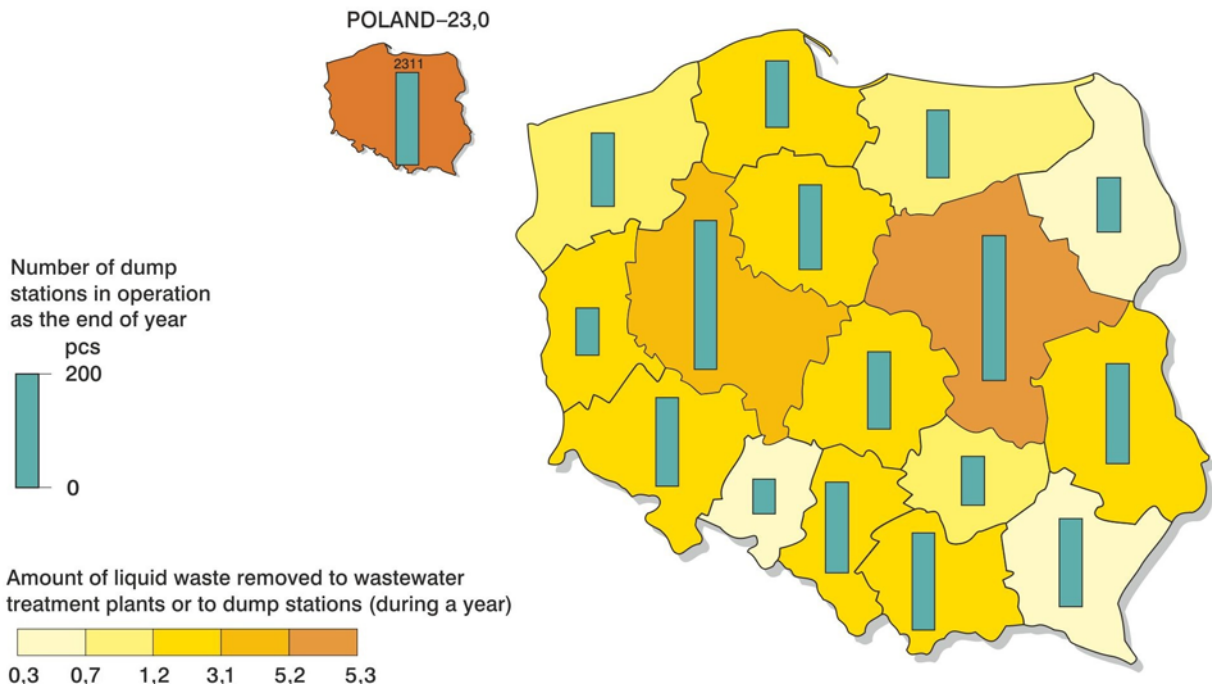 POLAND–23,0
2311
Number of dump
stations in operation
as the end of year
pcs
200
0
Amount of liquid waste removed to wastewater
treatment plants or to dump stations (during a year)
0,3 0,7 1,2 3,1 5,2 5,3